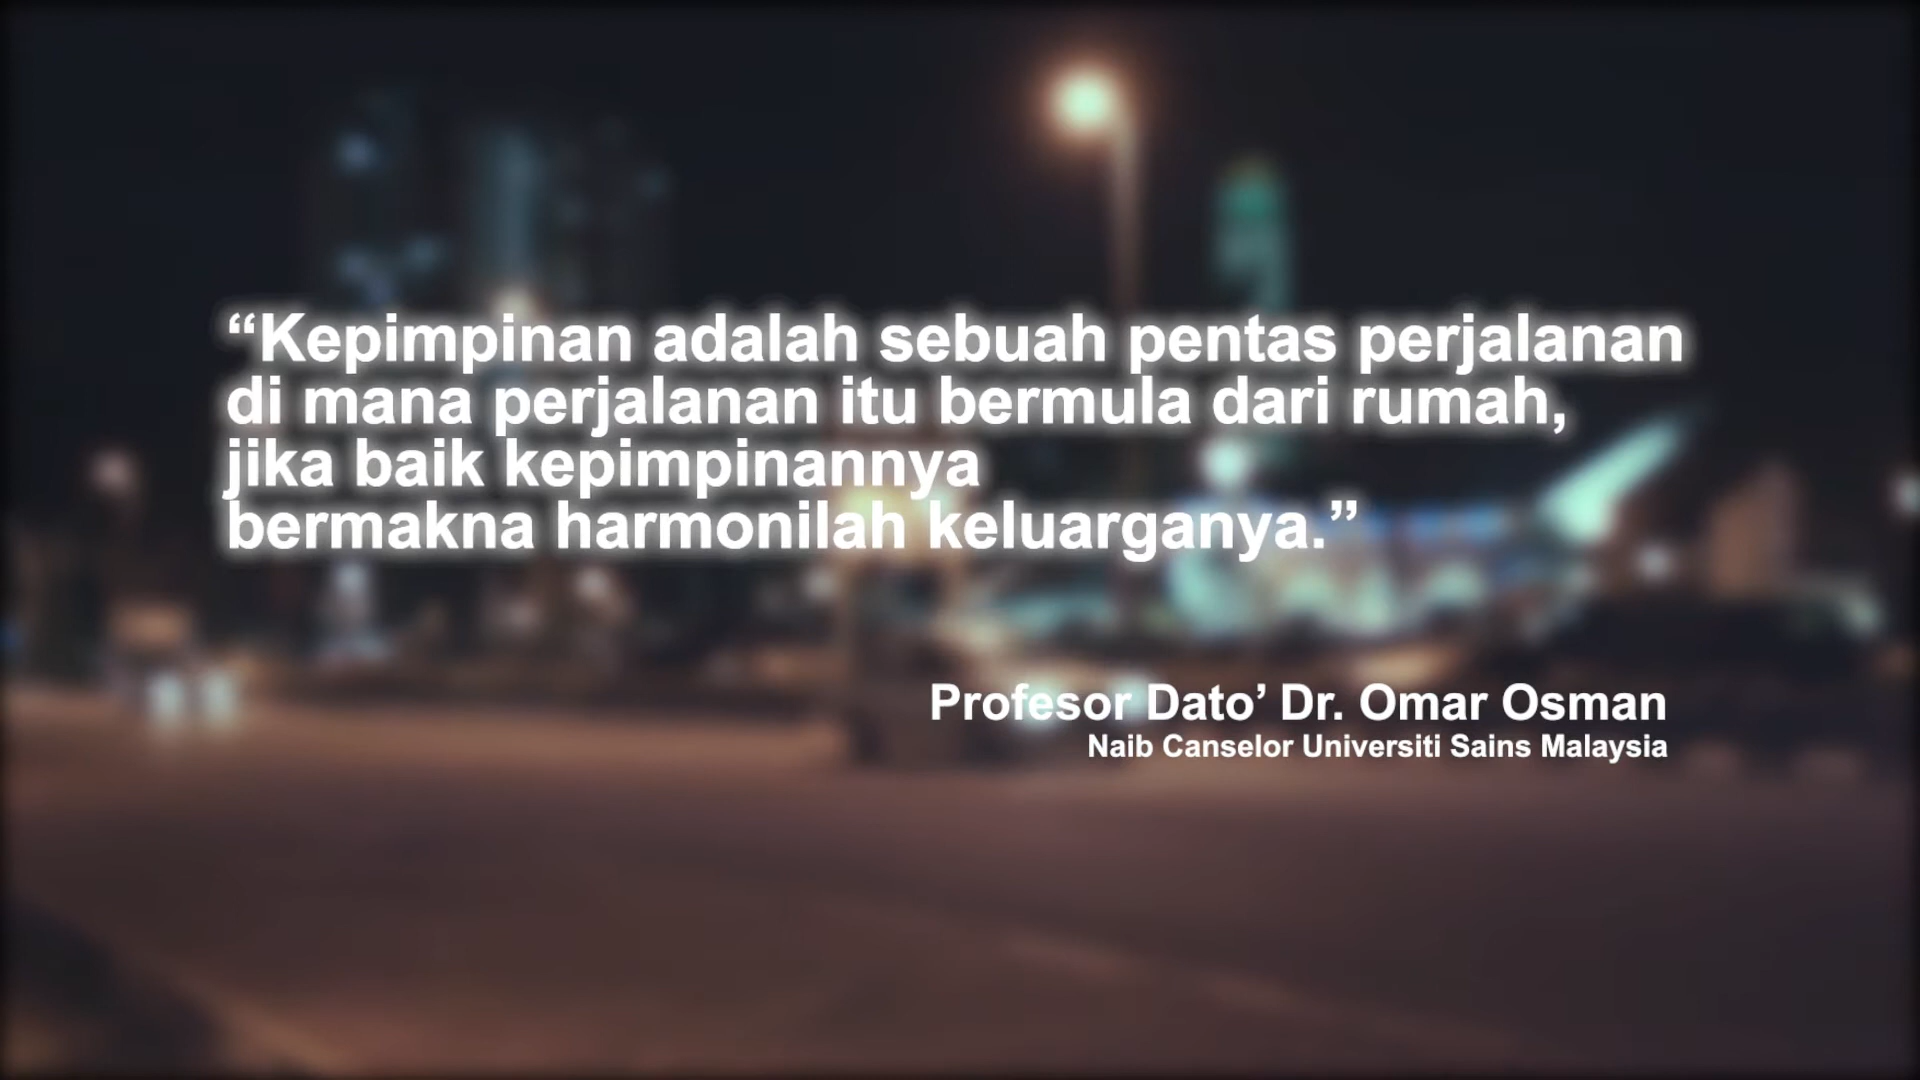 “Kepimpinan adalah sebuah pentas perjalanan
di mana perjalanan itu bermula dari rumah,
jika baik kepimpinannya
bermakna harmonilah keluarganya.”
Profesor Dato’ Dr. Omar Osman
Naib Canselor Universiti Sains Malaysia